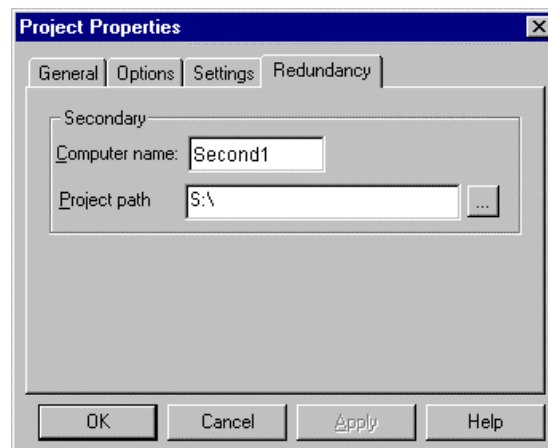 Project Properties
General Options Settings Redundancy
Secondary
Computer name: Second1
Project path S:\ ...
OK Cancel Apply Help